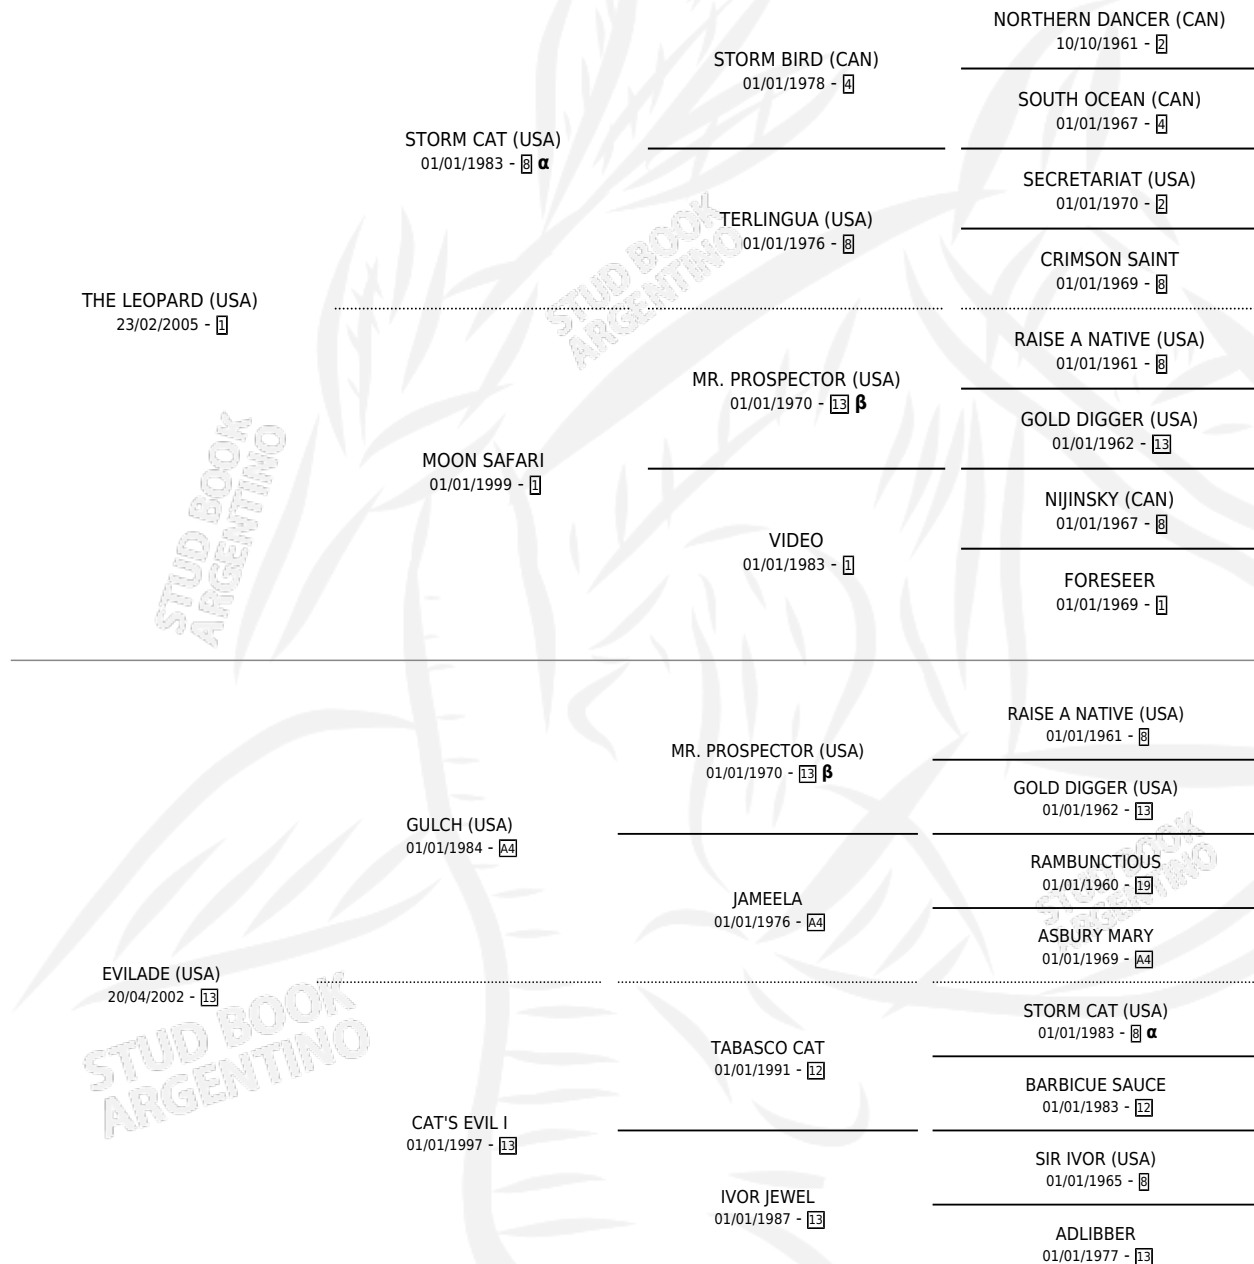 NORTHERN DANCER (CAN)
10/10/1961 - 2
STORM BIRD (CAN)
01/01/1978 - 4
SOUTH OCEAN (CAN)
01/01/1967 - 4
STORM CAT (USA)
01/01/1983 - 8 α
SECRETARIAT (USA)
01/01/1970 - 2
TERLINGUA (USA)
01/01/1976 - 8
CRIMSON SAINT
01/01/1969 - 8
THE LEOPARD (USA)
23/02/2005 - 1
RAISE A NATIVE (USA)
01/01/1961 - 8
MR. PROSPECTOR (USA)
01/01/1970 - 13 β
GOLD DIGGER (USA)
01/01/1962 - 13
MOON SAFARI
01/01/1999 - 1
NIJINSKY (CAN)
01/01/1967 - 8
VIDEO
01/01/1983 - 1
FORESEER
01/01/1969 - 1
RAISE A NATIVE (USA)
01/01/1961 - 8
MR. PROSPECTOR (USA)
01/01/1970 - 13 β
GOLD DIGGER (USA)
01/01/1962 - 13
GULCH (USA)
01/01/1984 - A4
RAMBUNCTIOUS
01/01/1960 - 19
JAMEELA
01/01/1976 - A4
ASBURY MARY
01/01/1969 - A4
EVILADE (USA)
20/04/2002 - 13
STORM CAT (USA)
01/01/1983 - 8 α
TABASCO CAT
01/01/1991 - 12
BARBICUE SAUCE
01/01/1983 - 12
CAT'S EVIL I
01/01/1997 - 13
SIR IVOR (USA)
01/01/1965 - 8
IVOR JEWEL
01/01/1987 - 13
ADLIBBER
01/01/1977 - 13
STUD BOOK
ARGENTINO
STUD BOOK
ARGENTINO
STUD BOOK
ARGENTINO
STUD BOOK
ARGENTINO